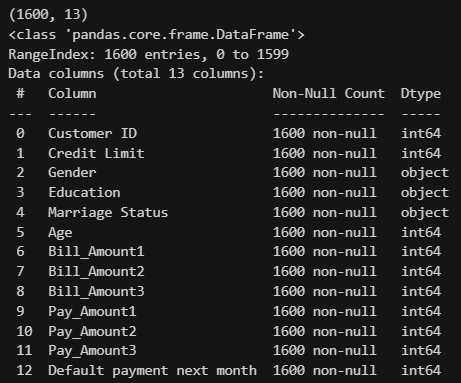 (1600, 13)
<class 'pandas.core.frame.DataFrame'>
RangeIndex: 1600 entries, 0 to 1599
Data columns (total 13 columns):
 #   Column                     Non-Null Count  Dtype
---  ------                     --------------  -----
 0   Customer ID                1600 non-null   int64
 1   Credit Limit               1600 non-null   int64
 2   Gender                     1600 non-null   object
 3   Education                  1600 non-null   object
 4   Marriage Status            1600 non-null   object
 5   Age                        1600 non-null   int64
 6   Bill_Amount1               1600 non-null   int64
 7   Bill_Amount2               1600 non-null   int64
 8   Bill_Amount3               1600 non-null   int64
 9   Pay_Amount1                1600 non-null   int64
 10  Pay_Amount2                1600 non-null   int64
 11  Pay_Amount3                1600 non-null   int64
 12  Default payment next month  1600 non-null   int64